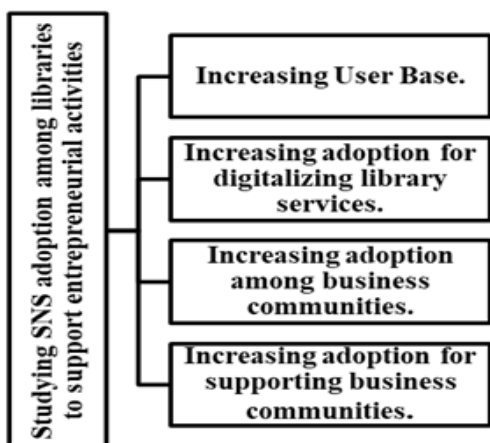 Studying SNS adoption among libraries
to support entrepreneurial activities
Increasing User Base.
Increasing adoption for
digitalizing library
services.
Increasing adoption
among business
communities.
Increasing adoption for
supporting business
communities.